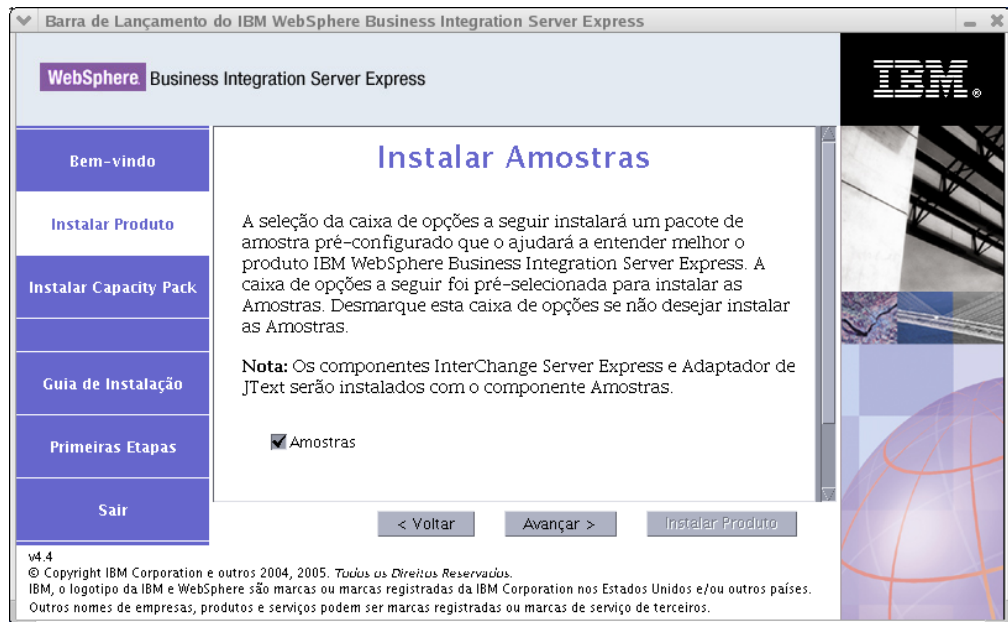 Barra de Lançamento do IBM WebSphere Business Integration Server Express
WebSphere. Business Integration Server Express
IBM®
Bem-vindo
Instalar Produto
Instalar Capacity Pack
Guia de Instalação
Primeiras Etapas
Sair
Instalar Amostras
A seleção da caixa de opções a seguir instalará um pacote de
amostra pré-configurado que o ajudará a entender melhor o
produto IBM WebSphere Business Integration Server Express. A
caixa de opções a seguir foi pré-selecionada para instalar as
Amostras. Desmarque esta caixa de opções se não desejar instalar
as Amostras.
Nota: Os componentes InterChange Server Express e Adaptador de
JText serão instalados com o componente Amostras.
Amostras
< Voltar
Avançar >
Instalar Produto
v4.4
© Copyright IBM Corporation e outros 2004, 2005. Todos os Direitos Reservados.
IBM, o logotipo da IBM e WebSphere são marcas ou marcas registradas da IBM Corporation nos Estados Unidos e/ou outros países.
Outros nomes de empresas, produtos e serviços podem ser marcas registradas ou marcas de serviço de terceiros.